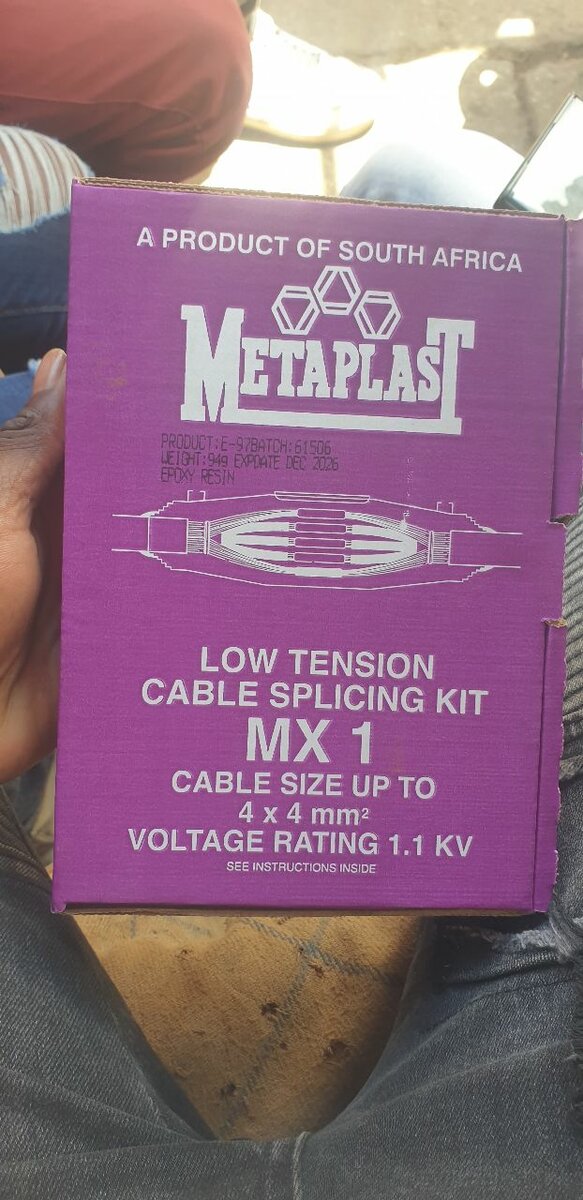 A PRODUCT OF SOUTH AFRICA
METAPLAST
PRODUCT:E-97BATCH:61506
WEIGHT:94g EXPDATE DEC 2026
EPOXY RESIN
LOW TENSION
CABLE SPLICING KIT
MX 1
CABLE SIZE UP TO
4 x 4 mm²
VOLTAGE RATING 1.1 KV
SEE INSTRUCTIONS INSIDE